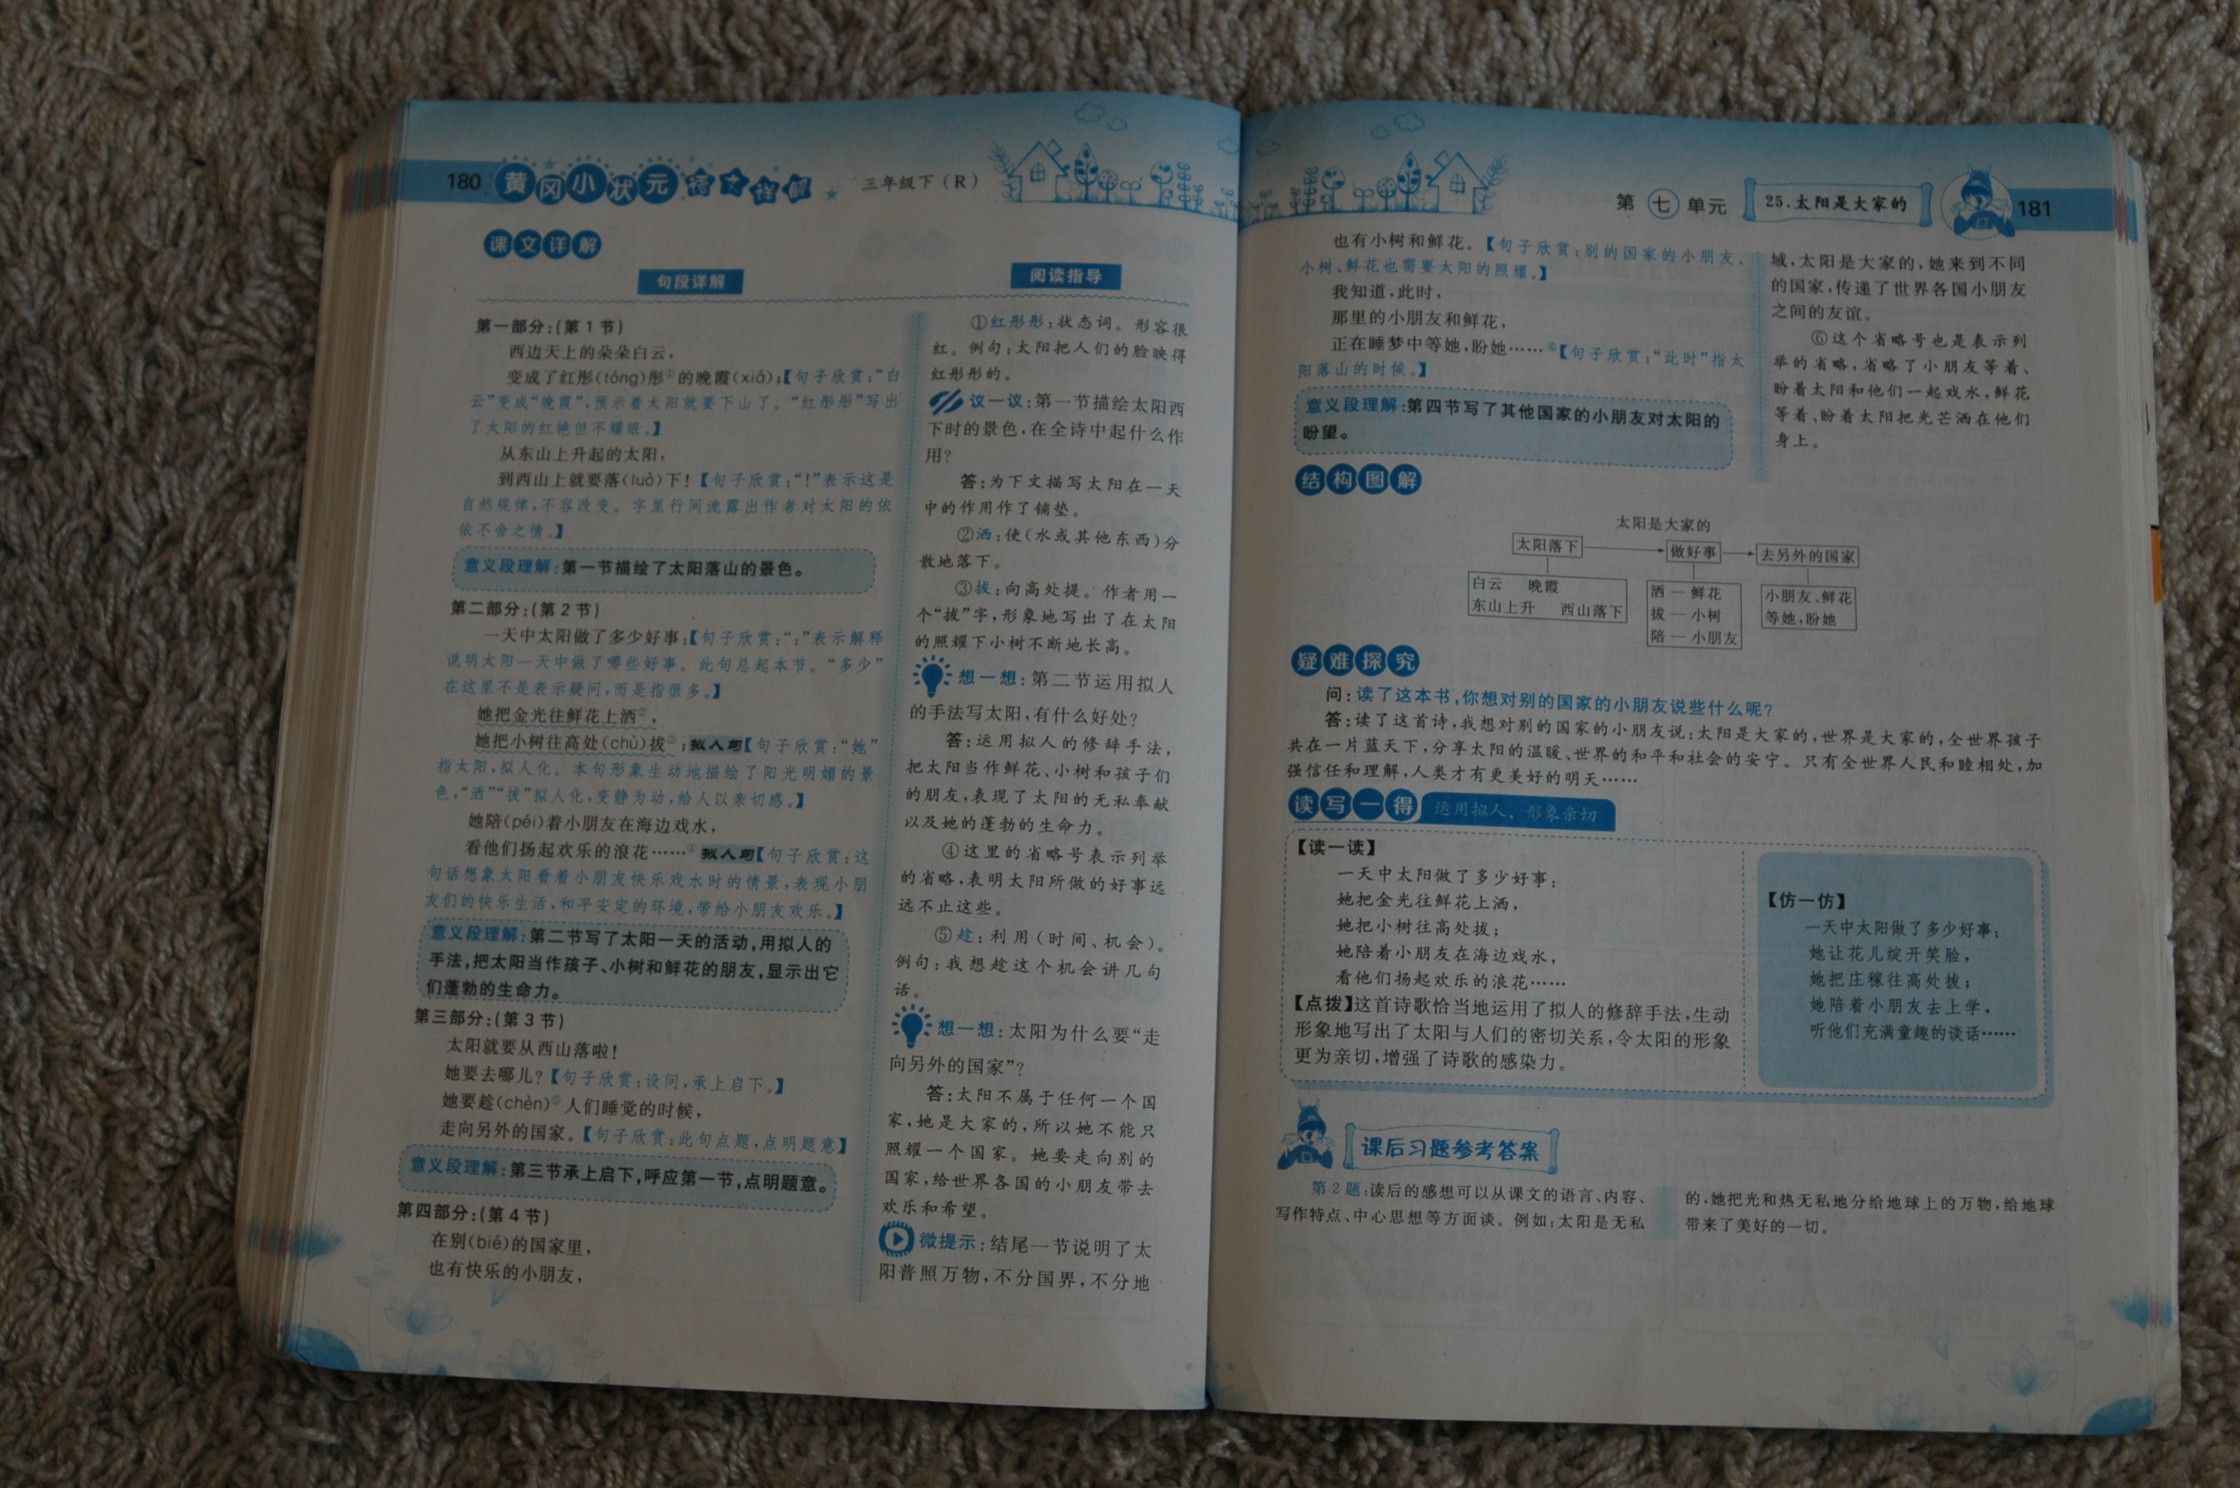 180 黄冈小状元 语文详解 ★ 三年级下(R)
课文详解
句段详解
第一部分:(第1节)
西边天上的朵朵白云,
变成了红彤(tóng)彤①的晚霞(xiá);【句子欣赏:“白
云”变成“晚霞”,预示着太阳就要下山了。“红彤彤”写出
了太阳的红艳但不耀眼。】
从东山上升起的太阳,
到西山上就要落(luò)下!【句子欣赏:“!”表示这是
自然规律,不容改变。字里行间流露出作者对太阳的依
依不舍之情。】
意义段理解:第一节描绘了太阳落山的景色。
第二部分:(第2节)
一天中太阳做了多少好事:【句子欣赏:“:”表示解释
说明太阳一天中做了哪些好事。此句总起本节。“多少”
在这里不是表示疑问,而是指很多。】
她把金光往鲜花上洒②,
她把小树往高处(chù)拔③;拟人句【句子欣赏:“她”
指太阳,拟人化。本句形象生动地描绘了阳光明媚的景
色,“洒”“拔”拟人化,变静为动,给人以亲切感。】
她陪(péi)着小朋友在海边戏水,
看他们扬起欢乐的浪花……④拟人句【句子欣赏:这
句话想象太阳看着小朋友快乐戏水时的情景,表现小朋
友们的快乐生活,和平安定的环境,带给小朋友欢乐。】
意义段理解:第二节写了太阳一天的活动,用拟人的
手法,把太阳当作孩子、小树和鲜花的朋友,显示出它
们蓬勃的生命力。
第三部分:(第3节)
太阳就要从西山落啦!
她要去哪儿?【句子欣赏:设问,承上启下。】
她要趁(chèn)⑤人们睡觉的时候,
走向另外的国家。【句子欣赏:此句点题,点明题意】
意义段理解:第三节承上启下,呼应第一节,点明题意。
第四部分:(第4节)
在别(bié)的国家里,
也有快乐的小朋友,
阅读指导
①红彤彤:状态词。形容很
红。例句:太阳把人们的脸映得
红彤彤的。
议一议:第一节描绘太阳西
下时的景色,在全诗中起什么作
用?
答:为下文描写太阳在一天
中的作用作了铺垫。
②洒:使(水或其他东西)分
散地落下。
③拔:向高处提。作者用一
个“拔”字,形象地写出了在太阳
的照耀下小树不断地长高。
想一想:第二节运用拟人
的手法写太阳,有什么好处?
答:运用拟人的修辞手法,
把太阳当作鲜花、小树和孩子们
的朋友,表现了太阳的无私奉献
以及她的蓬勃的生命力。
④这里的省略号表示列举
的省略,表明太阳所做的好事远
远不止这些。
⑤趁:利用(时间、机会)。
例句:我想趁这个机会讲几句
话。
想一想:太阳为什么要“走
向另外的国家”?
答:太阳不属于任何一个国
家,她是大家的,所以她不能只
照耀一个国家。她要走向别的
国家,给世界各国的小朋友带去
欢乐和希望。
微提示:结尾一节说明了太
阳普照万物,不分国界,不分地
第七单元 25.太阳是大家的 181
也有小树和鲜花。【句子欣赏:别的国家的小朋友、
小树、鲜花也需要太阳的照耀。】
我知道,此时,
那里的小朋友和鲜花,
正在睡梦中等她,盼她……⑥【句子欣赏:“此时”指太
阳落山的时候。】
意义段理解:第四节写了其他国家的小朋友对太阳的
盼望。
域,太阳是大家的,她来到不同
的国家,传递了世界各国小朋友
之间的友谊。
⑥这个省略号也是表示列
举的省略,省略了小朋友等着、
盼着太阳和他们一起戏水,鲜花
等着、盼着太阳把光芒洒在他们
身上。
结构图解
太阳是大家的
太阳落下 做好事 去另外的国家
白云 晚霞
东山上升 西山落下
洒—鲜花
拔—小树
陪—小朋友
小朋友、鲜花
等她,盼她
疑难探究
问:读了这本书,你想对别的国家的小朋友说些什么呢?
答:读了这首诗,我想对别的国家的小朋友说:太阳是大家的,世界是大家的,全世界孩子
共在一片蓝天下,分享太阳的温暖、世界的和平和社会的安宁。只有全世界人民和睦相处,加
强信任和理解,人类才有更美好的明天……
读写一得 运用拟人,形象亲切
【读一读】
一天中太阳做了多少好事:
她把金光往鲜花上洒,
她把小树往高处拔;
她陪着小朋友在海边戏水,
看他们扬起欢乐的浪花……
【点拨】这首诗歌恰当地运用了拟人的修辞手法,生动
形象地写出了太阳与人们的密切关系,令太阳的形象
更为亲切,增强了诗歌的感染力。
【仿一仿】
一天中太阳做了多少好事:
她让花儿绽开笑脸,
她把庄稼往高处拔;
她陪着小朋友去上学,
听他们充满童趣的谈话……
课后习题参考答案
第2题:读后的感想可以从课文的语言、内容、
写作特点、中心思想等方面谈。例如:太阳是无私
的,她把光和热无私地分给地球上的万物,给地球
带来了美好的一切。